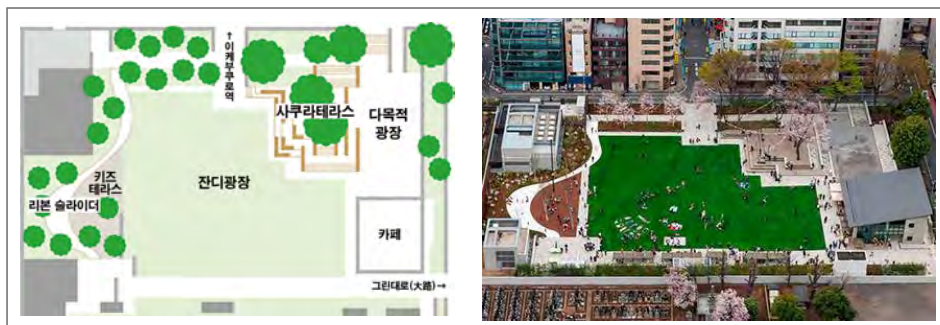 ↑이케부쿠로역
사쿠라테라스
다목적
광장
키즈
테라스
리본 슬라이더
잔디광장
카페
그린대로(大路)→